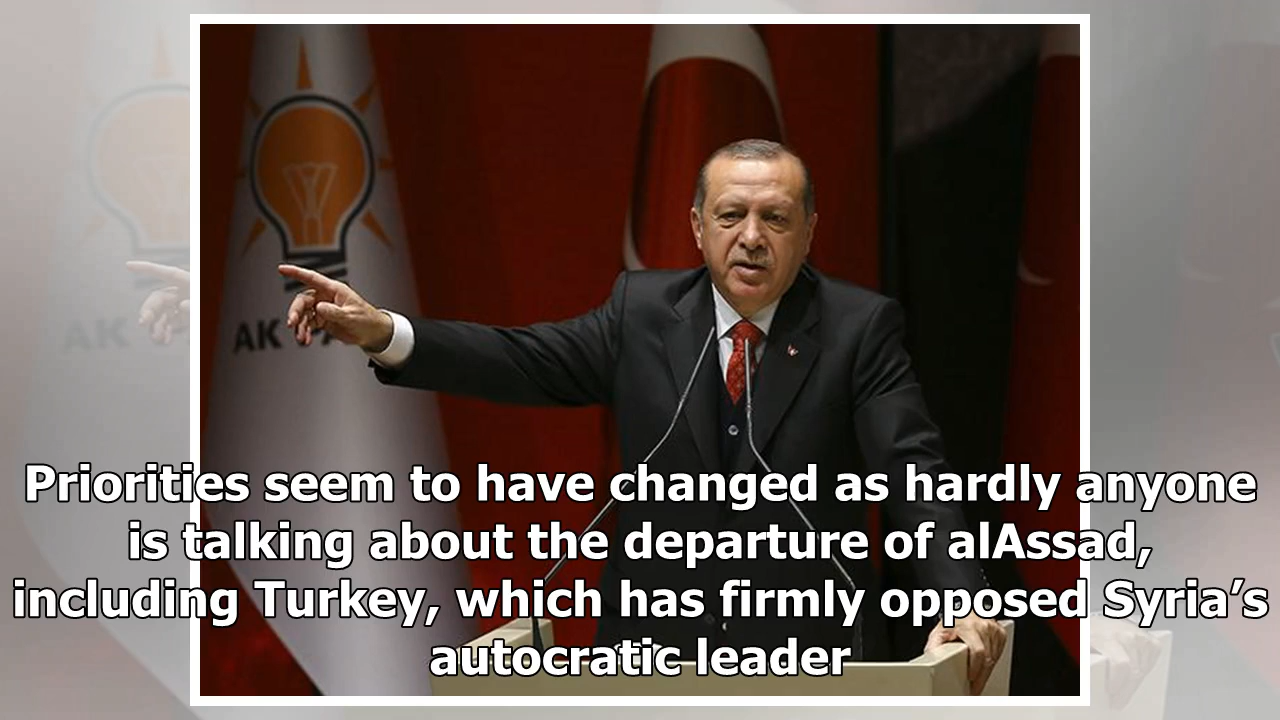 AK PA
Priorities seem to have changed as hardly anyone
is talking about the departure of alAssad,
including Turkey, which has firmly opposed Syria’s
autocratic leader